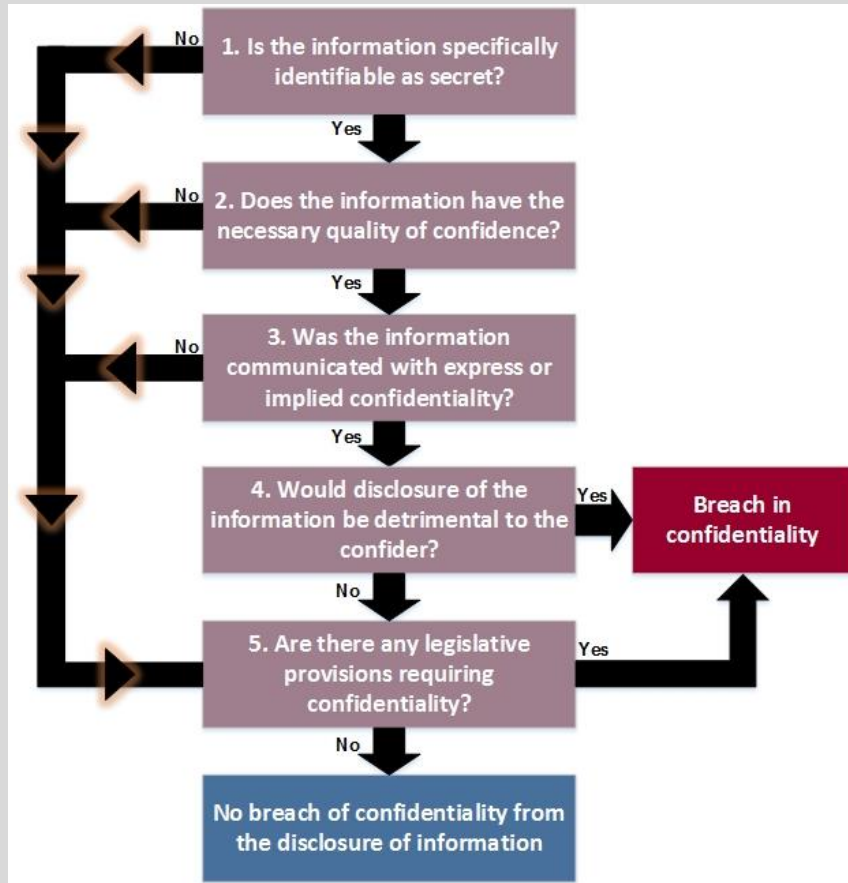 No
1. Is the information specifically
identifiable as secret?
Yes
No
2. Does the information have the
necessary quality of confidence?
Yes
No
3. Was the information
communicated with express or
implied confidentiality?
Yes
4. Would disclosure of the
information be detrimental to the
confider?
Yes
Breach in
confidentiality
No
5. Are there any legislative
provisions requiring
confidentiality?
Yes
No
No breach of confidentiality from
the disclosure of information